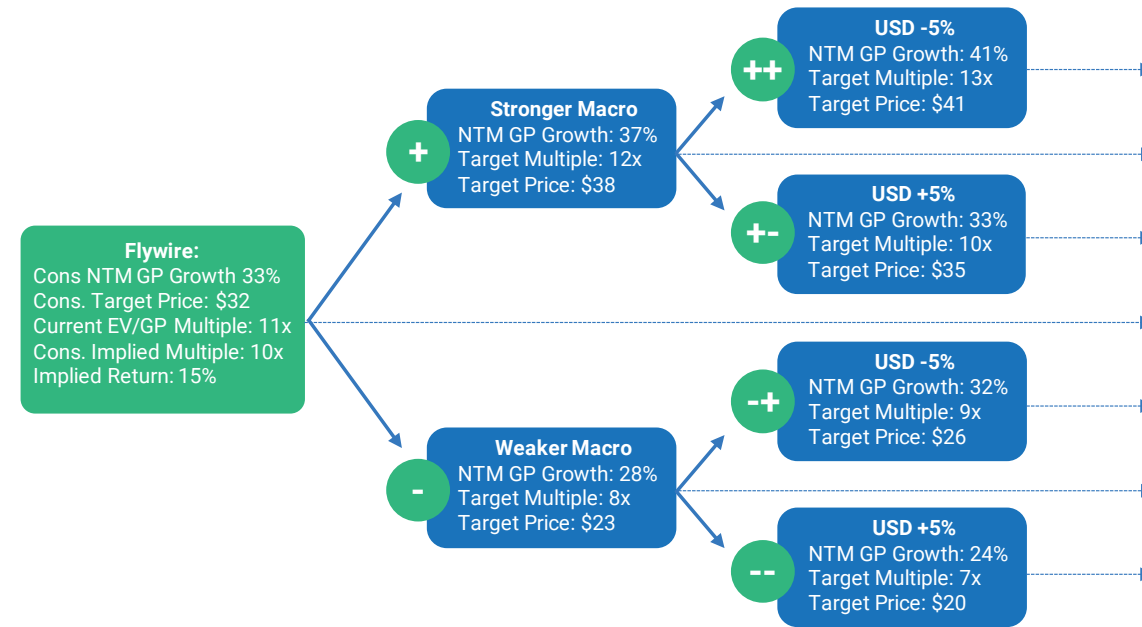 Flywire:
Cons NTM GP Growth 33%
Cons. Target Price: $32
Current EV/GP Multiple: 11x
Cons. Implied Multiple: 10x
Implied Return: 15%
+
Stronger Macro
NTM GP Growth: 37%
Target Multiple: 12x
Target Price: $38
-
Weaker Macro
NTM GP Growth: 28%
Target Multiple: 8x
Target Price: $23
++
USD -5%
NTM GP Growth: 41%
Target Multiple: 13x
Target Price: $41
+-
USD +5%
NTM GP Growth: 33%
Target Multiple: 10x
Target Price: $35
-+
USD -5%
NTM GP Growth: 32%
Target Multiple: 9x
Target Price: $26
--
USD +5%
NTM GP Growth: 24%
Target Multiple: 7x
Target Price: $20